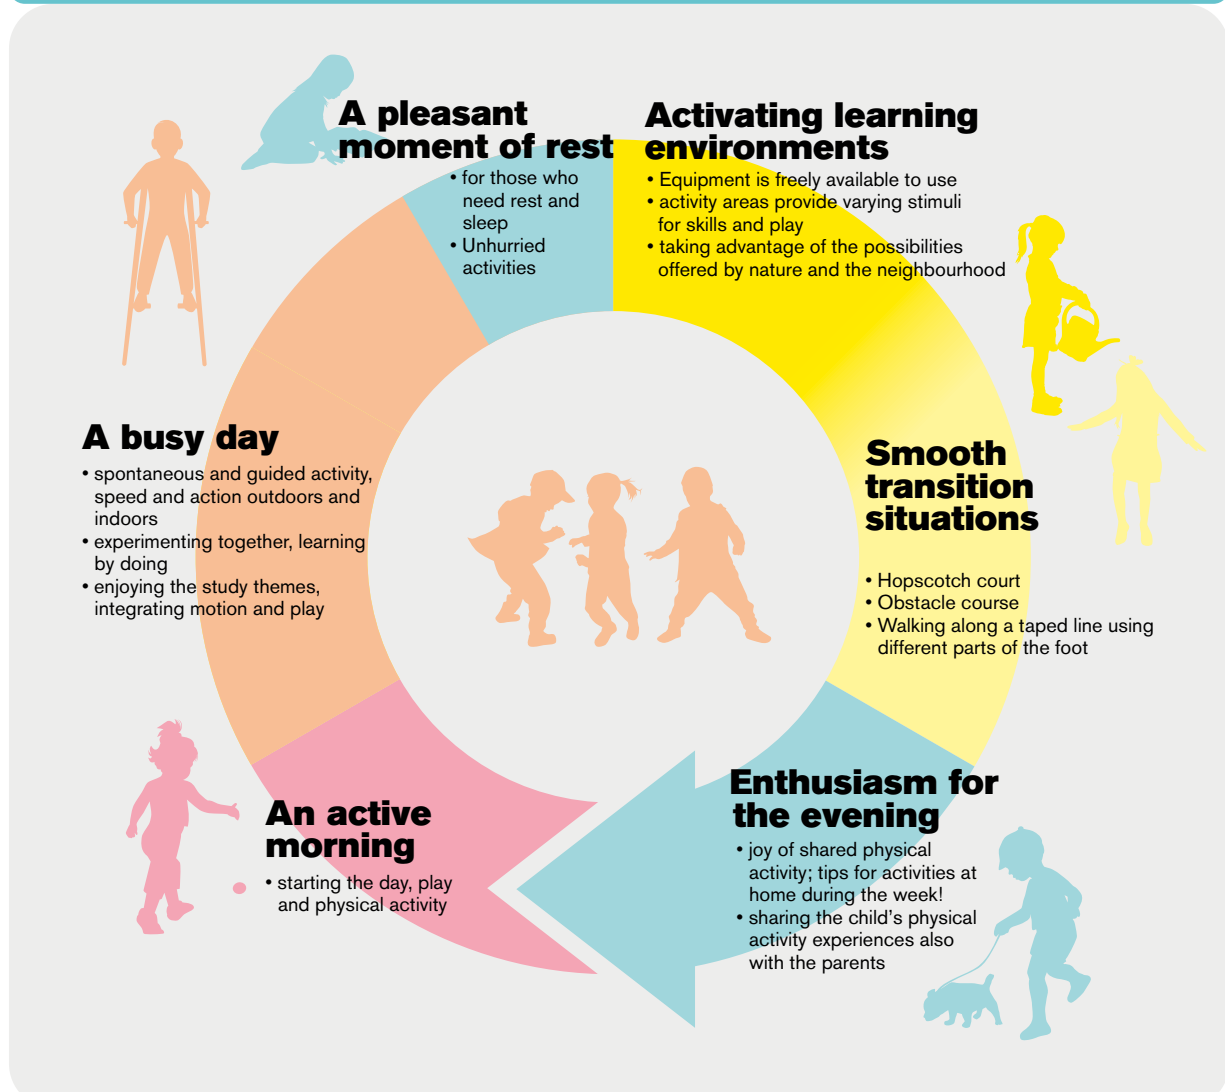 A pleasant
moment of rest
• for those who
need rest and
sleep
• Unhurried
activities
Activating learning
environments
• Equipment is freely available to use
• activity areas provide varying stimuli
for skills and play
• taking advantage of the possibilities
offered by nature and the neighbourhood
A busy day
• spontaneous and guided activity,
speed and action outdoors and
indoors
• experimenting together, learning
by doing
• enjoying the study themes,
integrating motion and play
Smooth
transition
situations
• Hopscotch court
• Obstacle course
• Walking along a taped line using
different parts of the foot
An active
morning
• starting the day, play
and physical activity
Enthusiasm for
the evening
• joy of shared physical
activity; tips for activities at
home during the week!
• sharing the child’s physical
activity experiences also
with the parents